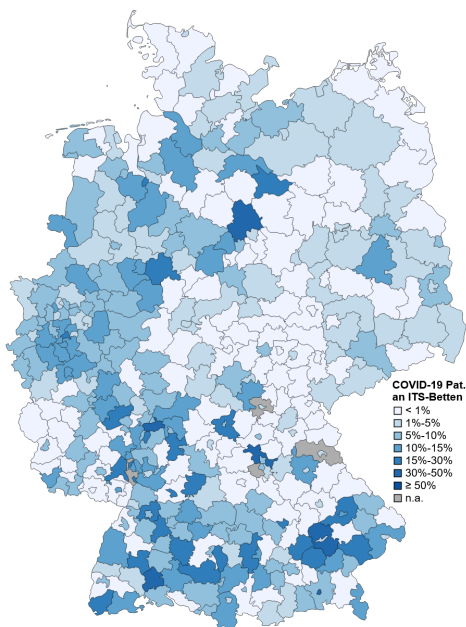 COVID-19 Pat.
an ITS-Betten
< 1%
1%-5%
5%-10%
10%-15%
15%-30%
30%-50%
≥ 50%
n.a.